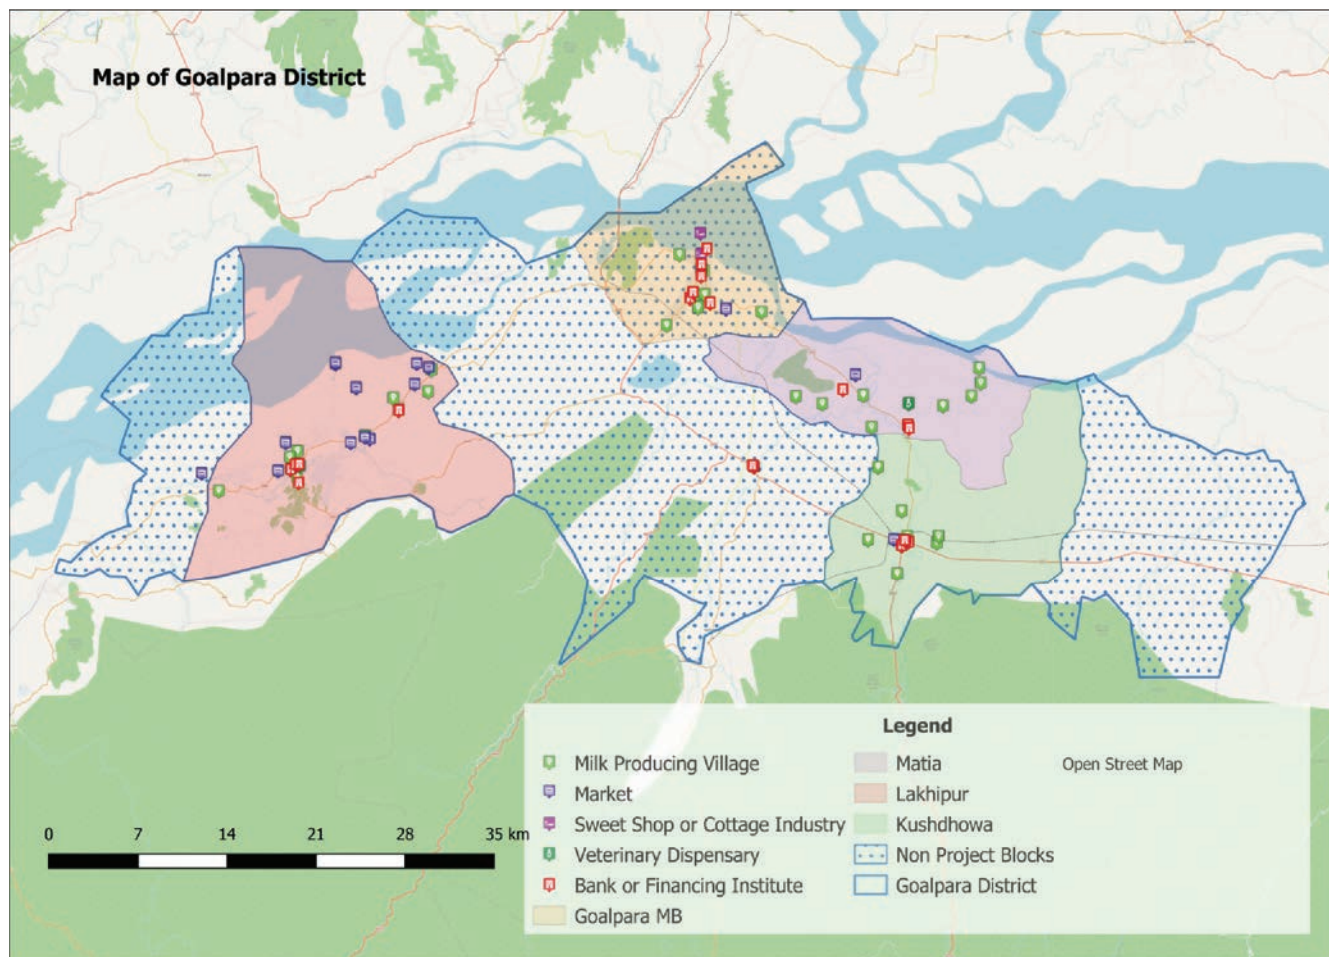 Map of Goalpara District
Legend
Milk Producing Village
Market
Sweet Shop or Cottage Industry
Veterinary Dispensary
Bank or Financing Institute
Goalpara MB
Matia
Lakhipur
Kushdhowa
Non Project Blocks
Goalpara District
Open Street Map
0 7 14 21 28 35 km